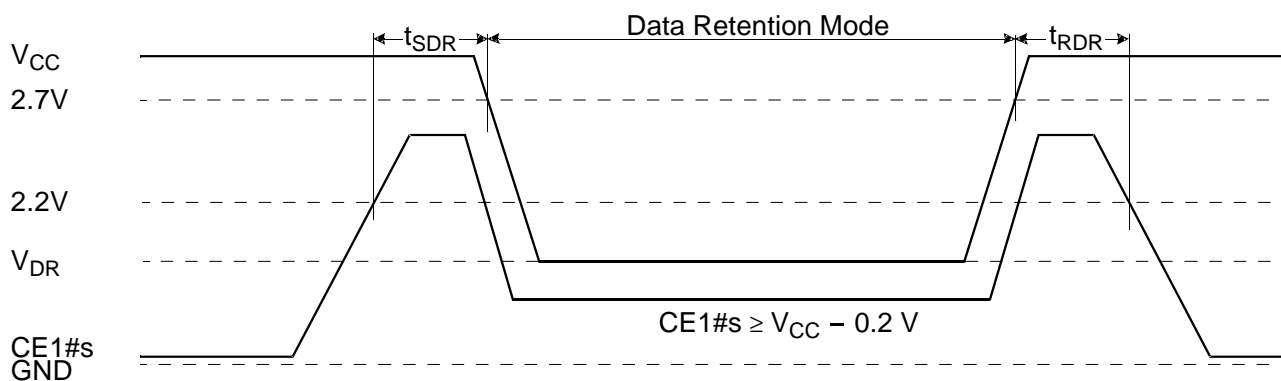 Data Retention Mode
tSDR
tRDR
VCC
2.7V
2.2V
VDR
CE1#s ≥ VCC − 0.2 V
CE1#s
GND